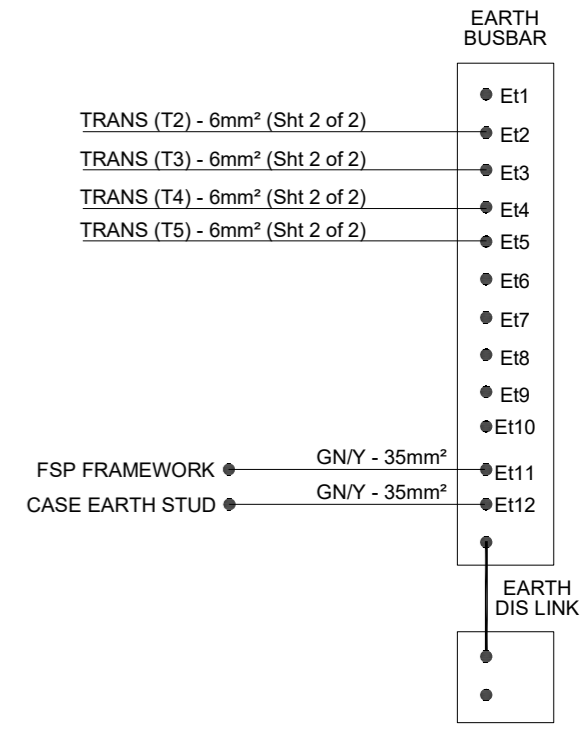 EARTH
BUSBAR
Et1
TRANS (T2) - 6mm² (Sht 2 of 2)
Et2
TRANS (T3) - 6mm² (Sht 2 of 2)
Et3
TRANS (T4) - 6mm² (Sht 2 of 2)
Et4
TRANS (T5) - 6mm² (Sht 2 of 2)
Et5
Et6
Et7
Et8
Et9
Et10
FSP FRAMEWORK
GN/Y - 35mm²
Et11
CASE EARTH STUD
GN/Y - 35mm²
Et12
EARTH
DIS LINK